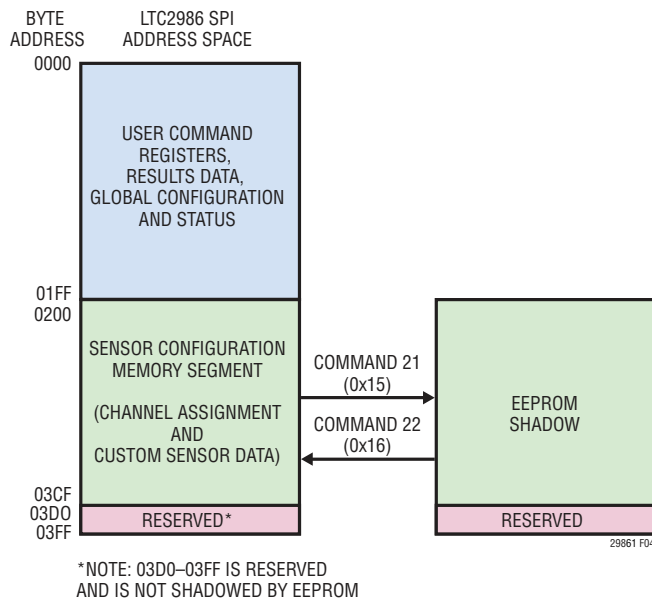 BYTE
ADDRESS
LTC2986 SPI
ADDRESS SPACE
0000
USER COMMAND
REGISTERS,
RESULTS DATA,
GLOBAL CONFIGURATION
AND STATUS
01FF
0200
SENSOR CONFIGURATION
MEMORY SEGMENT
(CHANNEL ASSIGNMENT
AND
CUSTOM SENSOR DATA)
COMMAND 21
(0x15)
COMMAND 22
(0x16)
EEPROM
SHADOW
03CF
03D0
03FF
RESERVED*
RESERVED
29861 F04
*NOTE: 03D0–03FF IS RESERVED
AND IS NOT SHADOWED BY EEPROM